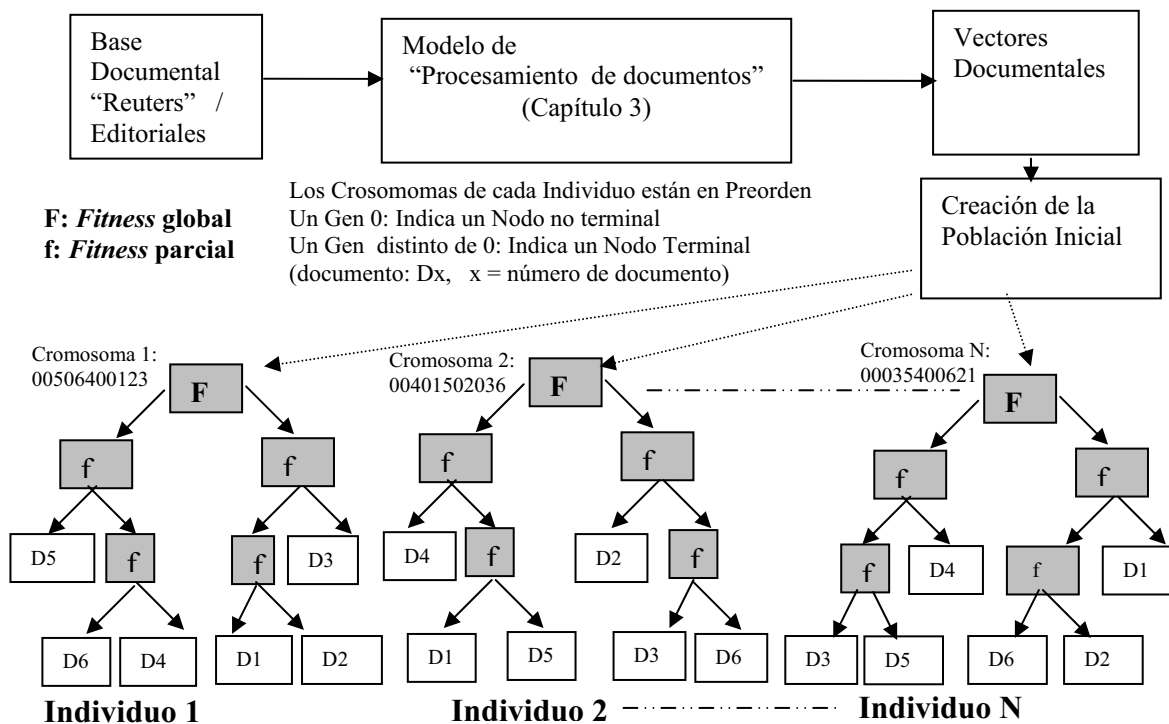 Base
Documental
“Reuters” /
Editoriales
Modelo de
“Procesamiento de documentos”
(Capítulo 3)
Vectores
Documentales
F: Fitness global
f: Fitness parcial
Los Crosomomas de cada Individuo están en Preorden
Un Gen 0: Indica un Nodo no terminal
Un Gen distinto de 0: Indica un Nodo Terminal
(documento: Dx, x = número de documento)
Creación de la
Población Inicial
Cromosoma 1:
00506400123
Cromosoma 2:
00401502036
Cromosoma N:
00035400621
F
F
F
f
f
f
f
f
f
D5
f
f
D3
D4
f
D2
f
f
D4
f
D1
D6
D4
D1
D2
D1
D5
D3
D6
D3
D5
D6
D2
Individuo 1
Individuo 2
Individuo N